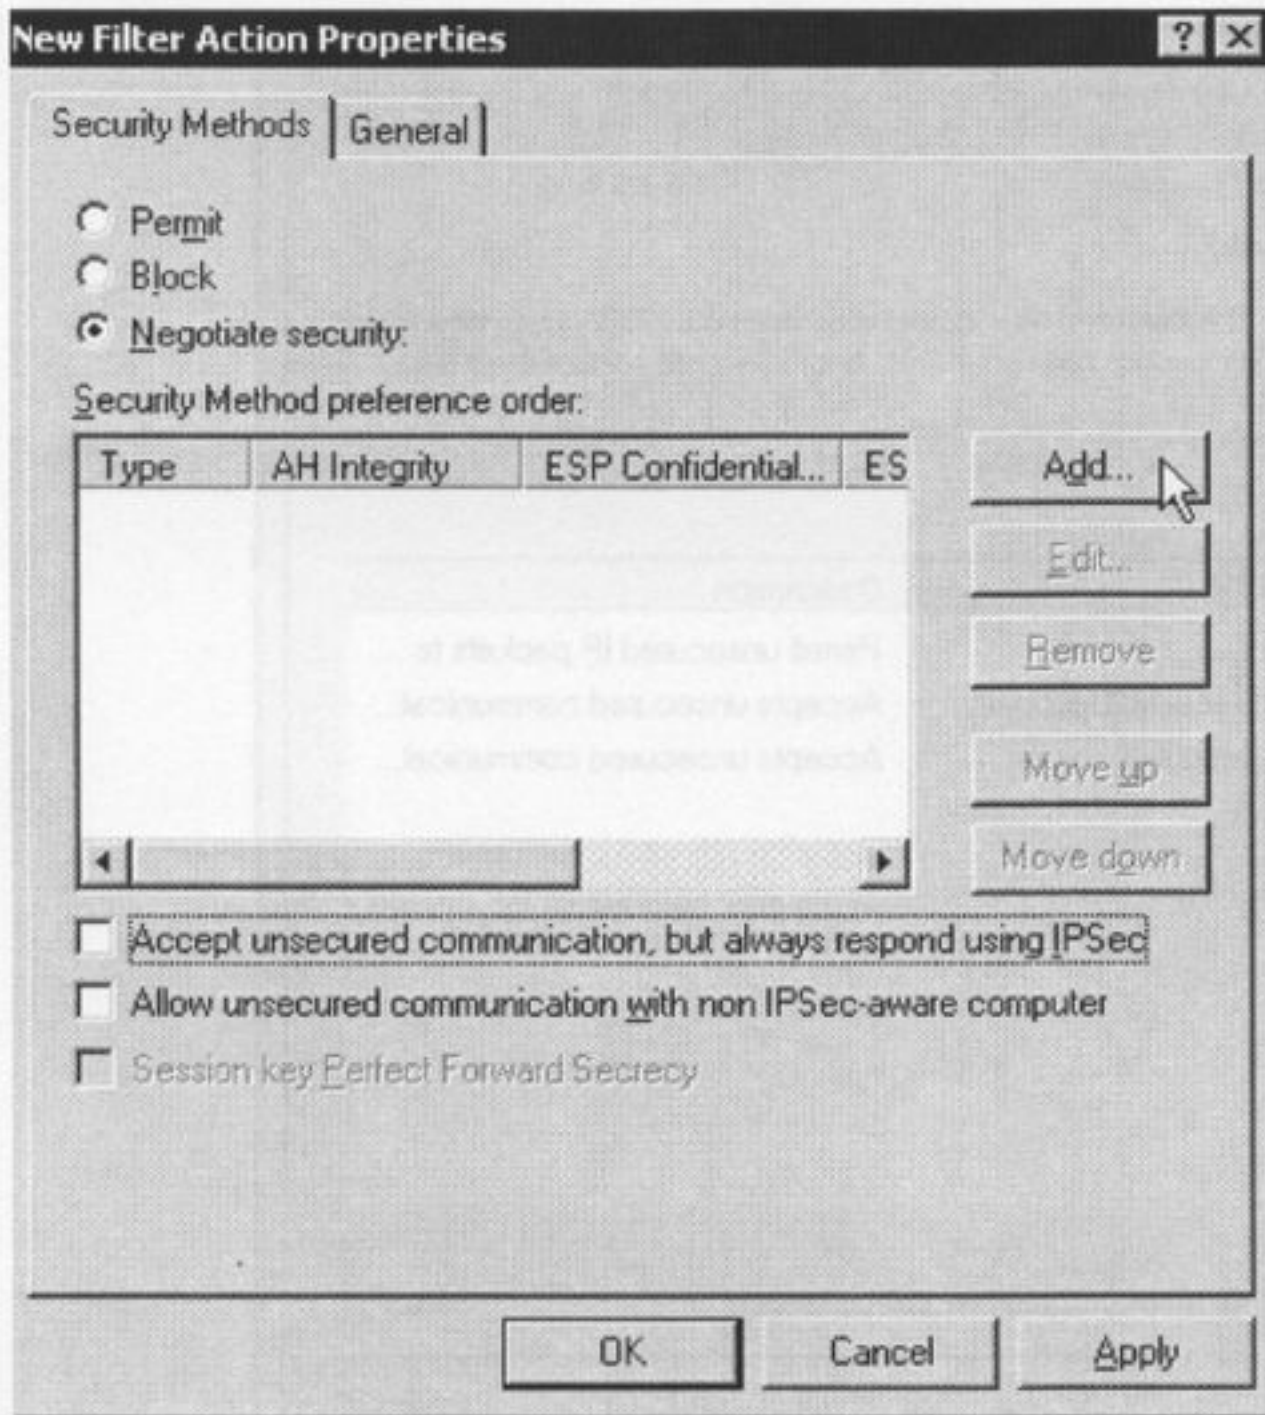 New Filter Action Properties
Security Methods
General
Permit
Block
Negotiate security:
Security Method preference order:
Type AH Integrity ESP Confidential... ES
Add...
Edit...
Remove
Move up
Move down
Accept unsecured communication, but always respond using IPSec
Allow unsecured communication with non IPSec-aware computer
Session key Perfect Forward Secrecy
OK Cancel Apply